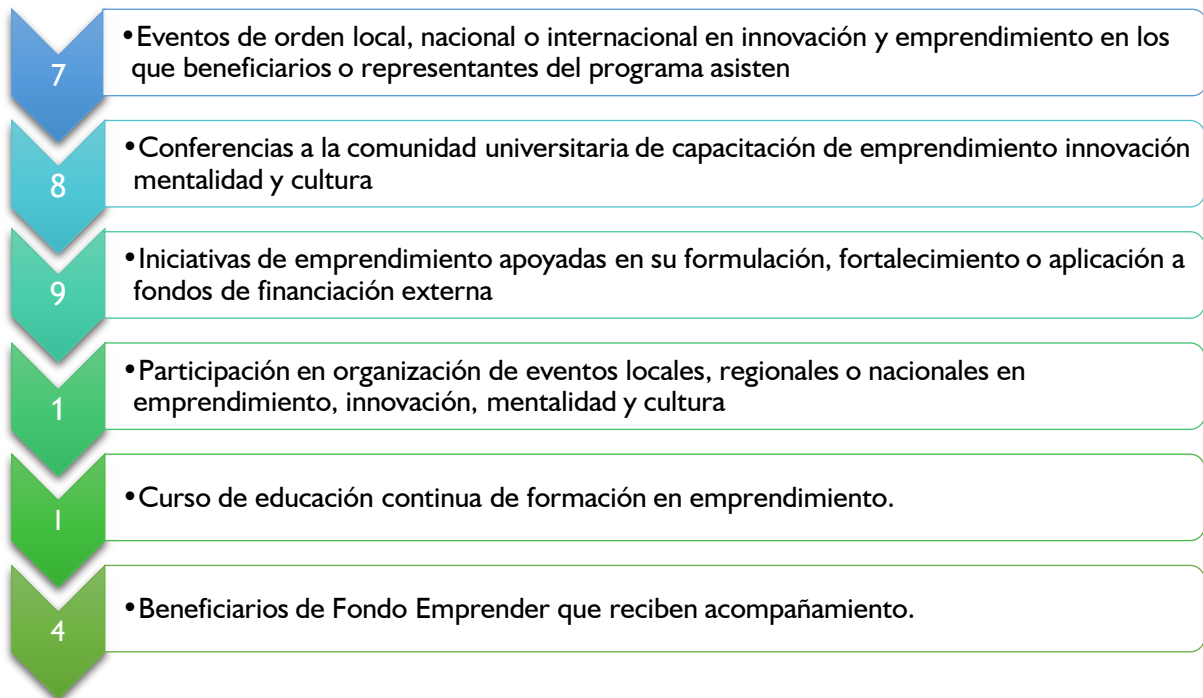 7
•Eventos de orden local, nacional o internacional en innovación y emprendimiento en los
que beneficiarios o representantes del programa asisten
8
•Conferencias a la comunidad universitaria de capacitación de emprendimiento innovación
mentalidad y cultura
9
•Iniciativas de emprendimiento apoyadas en su formulación, fortalecimiento o aplicación a
fondos de financiación externa
1
•Participación en organización de eventos locales, regionales o nacionales en
emprendimiento, innovación, mentalidad y cultura
1
•Curso de educación continua de formación en emprendimiento.
4
•Beneficiarios de Fondo Emprender que reciben acompañamiento.